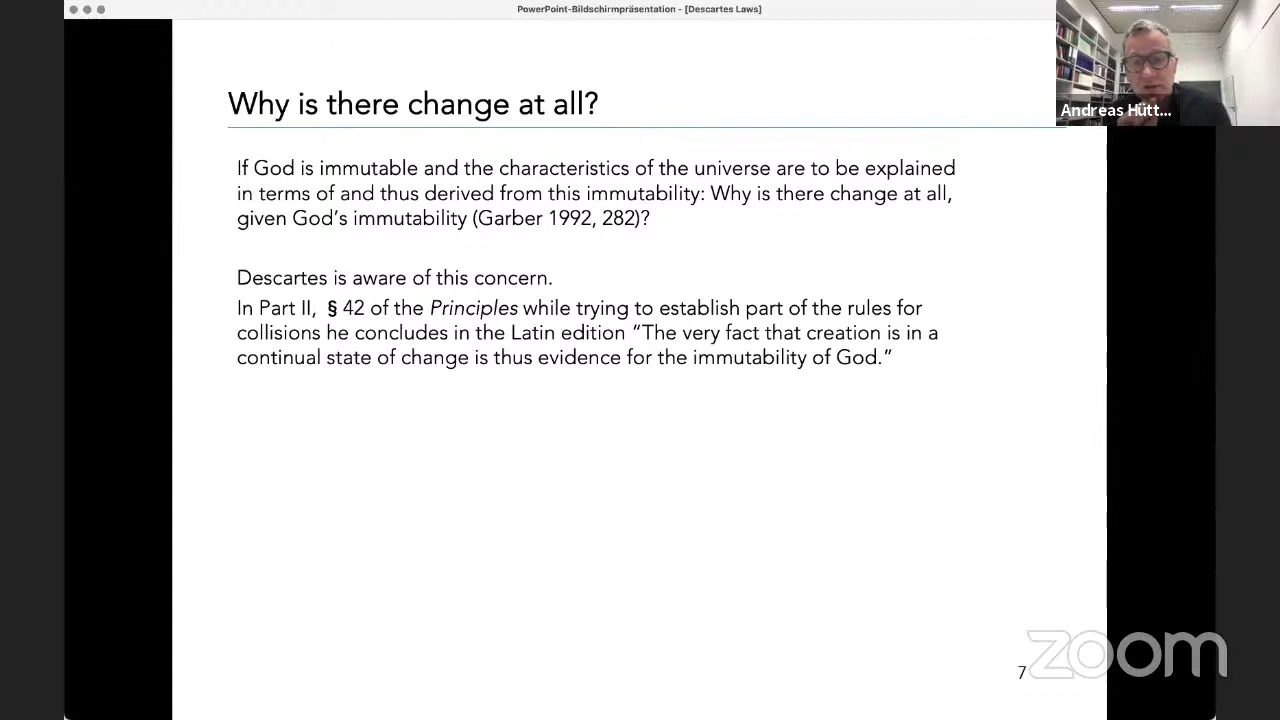 PowerPoint-Bildschirmpräsentation - [Descartes Laws]
Andreas Hütt...
Why is there change at all?
If God is immutable and the characteristics of the universe are to be explained
in terms of and thus derived from this immutability: Why is there change at all,
given God's immutability (Garber 1992, 282)?
Descartes is aware of this concern.
In Part II, § 42 of the Principles while trying to establish part of the rules for
collisions he concludes in the Latin edition “The very fact that creation is in a
continual state of change is thus evidence for the immutability of God.”
7
zoom